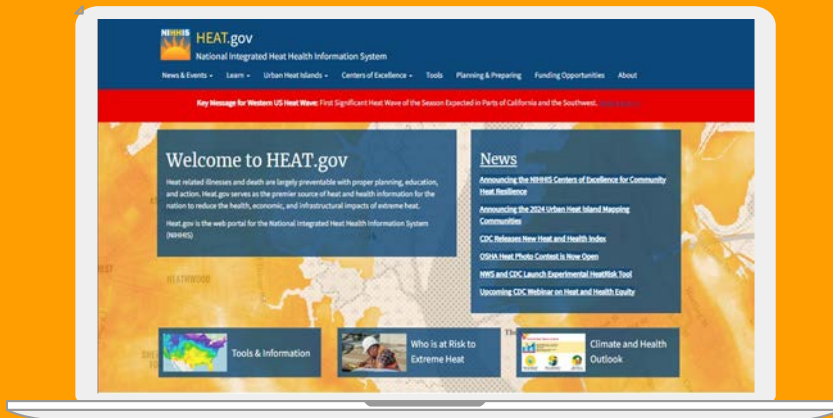 NIHHIS
HEAT.gov
National Integrated Heat Health Information System
News & Events Learn Urban Heat Islands Centers of Excellence Tools Planning & Preparing Funding Opportunities About
Key Message for Western US Heat Wave: First Significant Heat Wave of the Season Expected in Parts of California and the Southwest.
Welcome to HEAT.gov
Heat related illnesses and death are largely preventable with proper planning, education,
and action. Heat.gov serves as the premier source of heat and health information for the
nation to reduce the health, economic, and infrastructural impacts of extreme heat.
Heat.gov is the web portal for the National Integrated Heat Health Information System
(NIHHIS)
News
Announcing the NIHHIS Centers of Excellence for Community
Heat Resilience
Announcing the 2024 Urban Heat Island Mapping
Communities
CDC Releases New Heat and Health Index
OSHA Heat Photo Contest is Now Open
NWS and CDC Launch Experimental HeatRisk Tool
Upcoming CDC Webinar on Heat and Health Equity
HEATHWOOD
Tools & Information
Who is at Risk to
Extreme Heat
Climate and Health
Outlook